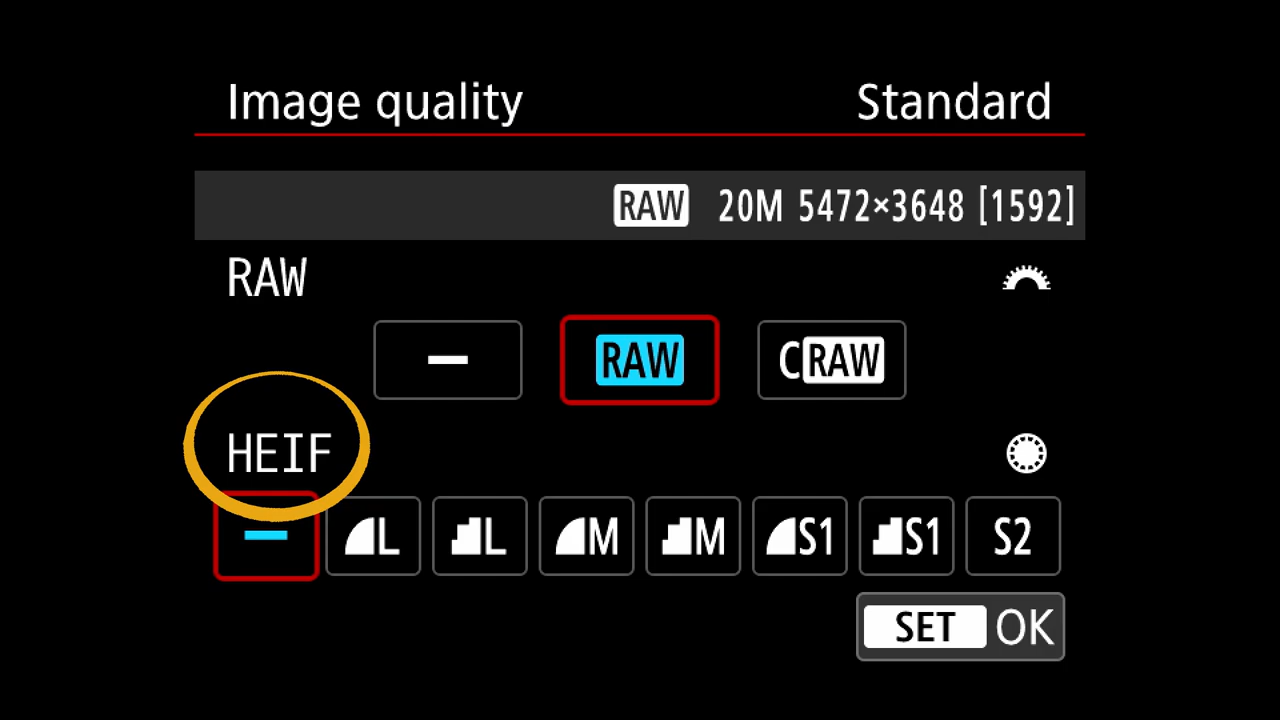 Image quality Standard
RAW 20M 5472×3648 [1592]
RAW
— RAW CRAW
HEIF
— L L M M S1 S1 S2
SET OK